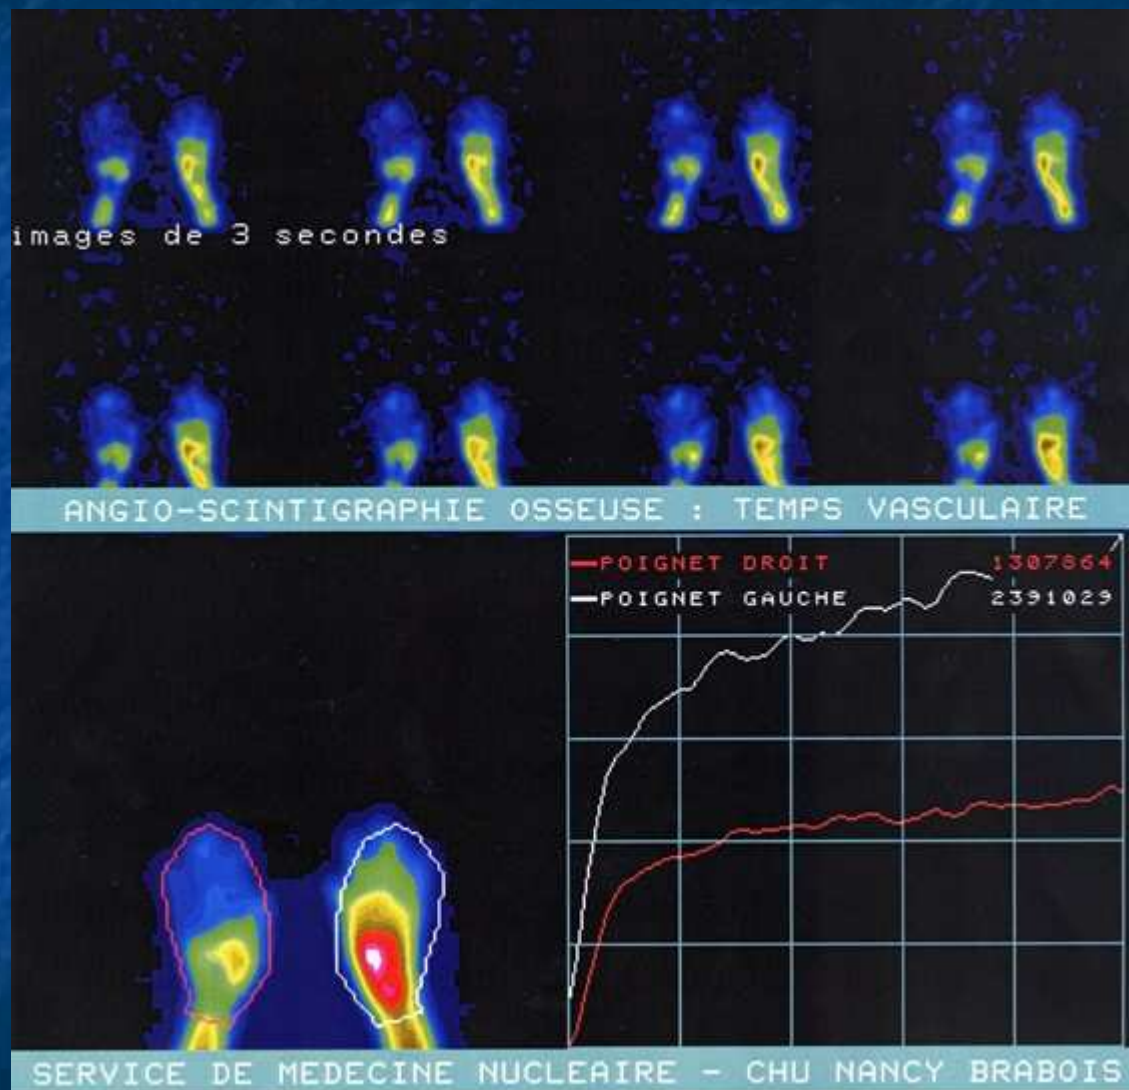 images de 3 secondes
ANGIO-SCINTIGRAPHIE OSSEUSE : TEMPS VASCULAIRE
POIGNET DROIT 1307864
POIGNET GAUCHE 2391029
SERVICE DE MEDECINE NUCLEAIRE - CHU NANCY BRABOIS